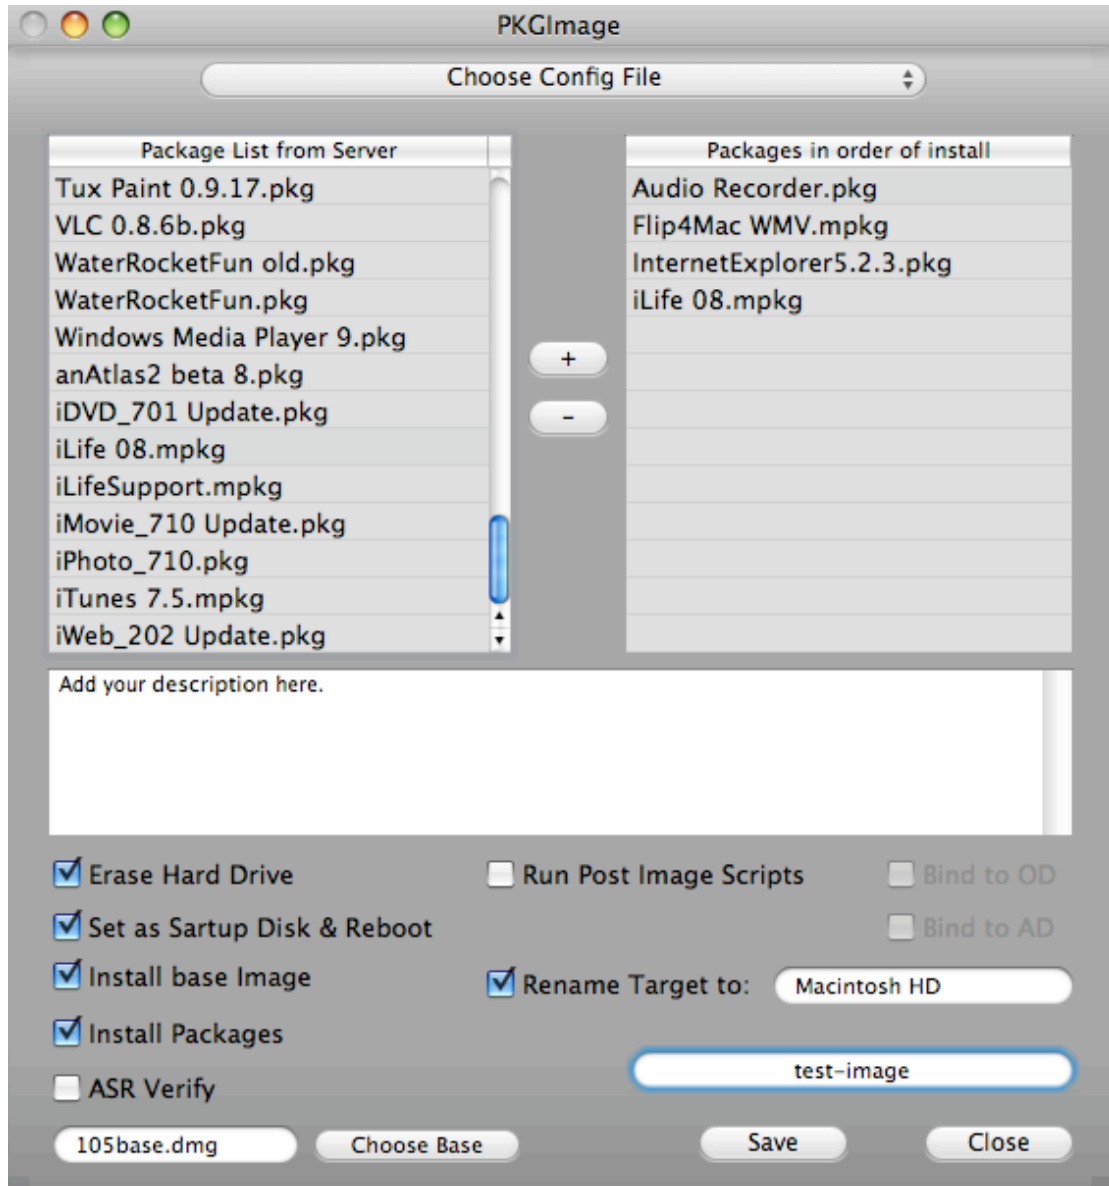 PKGImage
Choose Config File
Package List from Server
Tux Paint 0.9.17.pkg
VLC 0.8.6b.pkg
WaterRocketFun old.pkg
WaterRocketFun.pkg
Windows Media Player 9.pkg
anAtlas2 beta 8.pkg
iDVD_701 Update.pkg
iLife 08.mpkg
iLifeSupport.mpkg
iMovie_710 Update.pkg
iPhoto_710.pkg
iTunes 7.5.mpkg
iWeb_202 Update.pkg
+
-
Packages in order of install
Audio Recorder.pkg
Flip4Mac WMV.mpkg
InternetExplorer5.2.3.pkg
iLife 08.mpkg
Add your description here.
Erase Hard Drive
Run Post Image Scripts
Bind to OD
Set as Sartup Disk & Reboot
Bind to AD
Install base Image
Rename Target to:
Macintosh HD
Install Packages
test-image
ASR Verify
105base.dmg
Choose Base
Save
Close